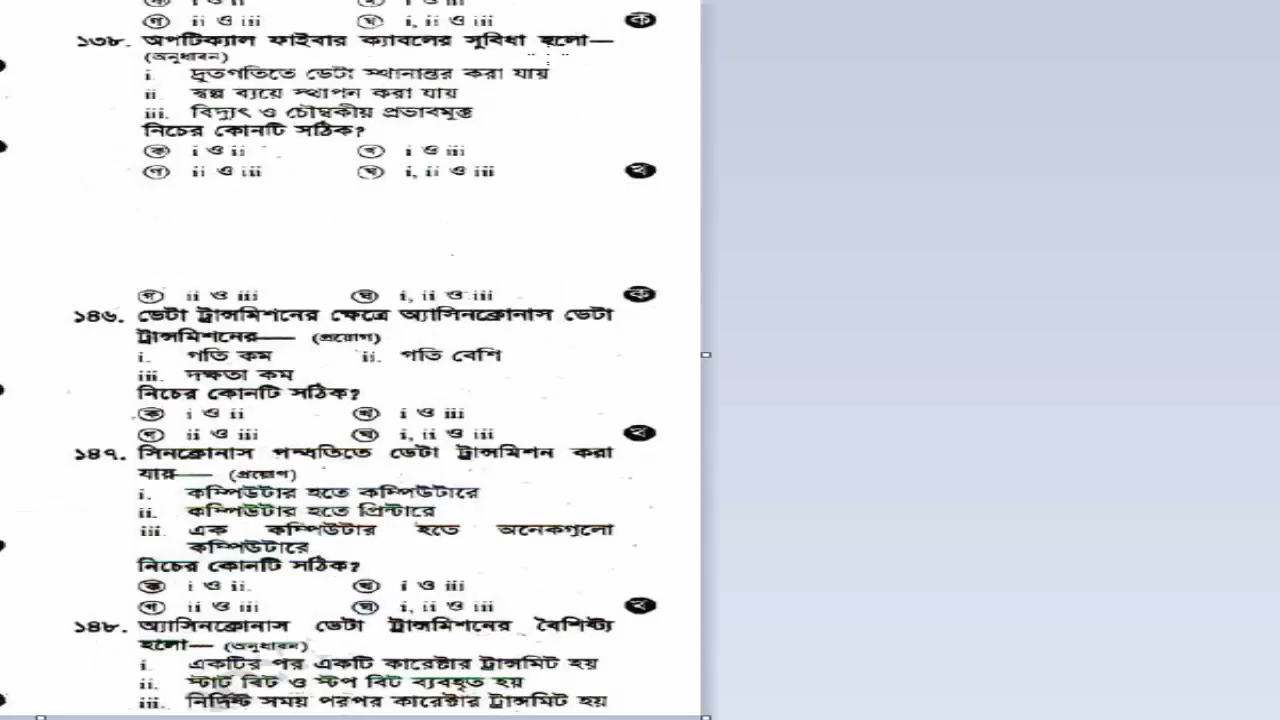 গ ii ও iii ঘ i, ii ও iii ক
১৩৮. অপটিক্যাল ফাইবার ক্যাবলের সুবিধা হলো—
(অনুধাবন)
i. দ্রুতগতিতে ডেটা স্থানান্তর করা যায়
ii. স্বল্প ব্যয়ে স্থাপন করা যায়
iii. বিদ্যুৎ ও চৌম্বকীয় প্রভাবমুক্ত
নিচের কোনটি সঠিক?
ক i ও ii খ i ও iii
গ ii ও iii ঘ i, ii ও iii খ
গ ii ও iii ঘ i, ii ও iii ক
১৪৬. ডেটা ট্রান্সমিশনের ক্ষেত্রে অ্যাসিনক্রোনাস ডেটা
ট্রান্সমিশনের— (প্রয়োগ)
i. গতি কম ii. গতি বেশি
iii. দক্ষতা কম
নিচের কোনটি সঠিক?
ক i ও ii খ i ও iii
গ ii ও iii ঘ i, ii ও iii খ
১৪৭. সিনক্রোনাস পদ্ধতিতে ডেটা ট্রান্সমিশন করা
যায়— (প্রয়োগ)
i. কম্পিউটার হতে কম্পিউটারে
ii. কম্পিউটার হতে প্রিন্টারে
iii. এক কম্পিউটার হতে অনেকগুলো
কম্পিউটারে
নিচের কোনটি সঠিক?
ক i ও ii. খ i ও iii
গ ii ও iii ঘ i, ii ও iii খ
১৪৮. অ্যাসিনক্রোনাস ডেটা ট্রান্সমিশনের বৈশিষ্ট্য
হলো— (অনুধাবন)
i. একটির পর একটি কারেক্টার ট্রান্সমিট হয়
ii. স্টার্ট বিট ও স্টপ বিট ব্যবহৃত হয়
iii. নির্দিষ্ট সময় পরপর কারেক্টার ট্রান্সমিট হয়